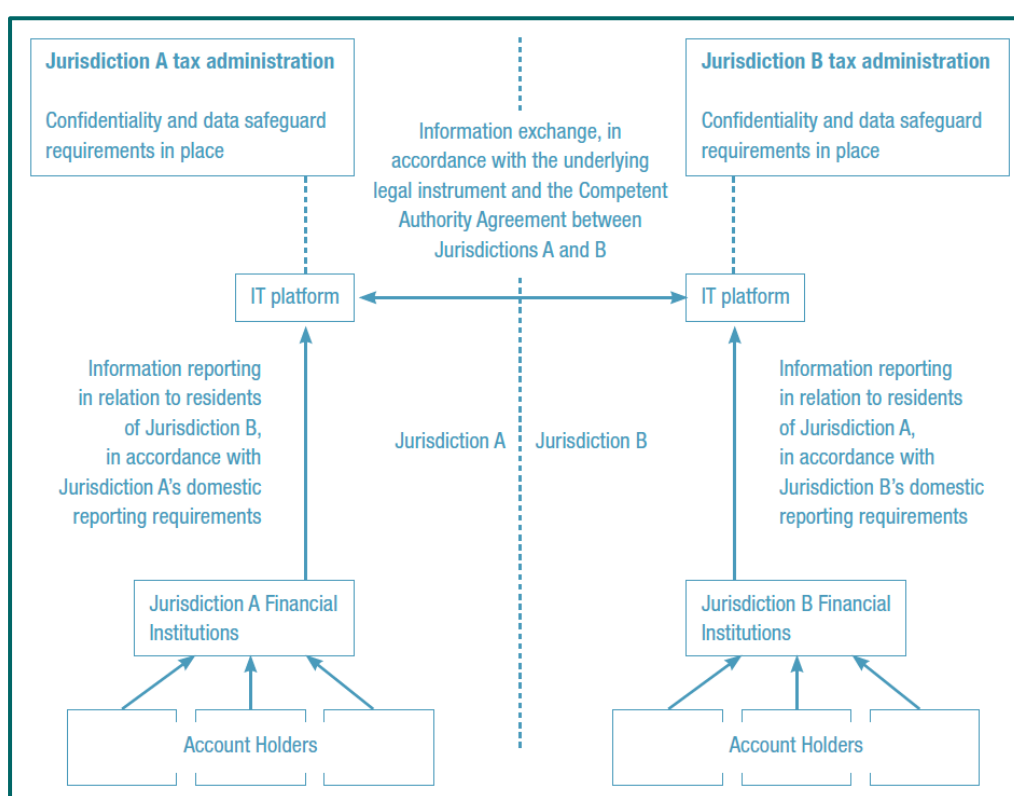 Jurisdiction A tax administration
Confidentiality and data safeguard
requirements in place
Information exchange, in
accordance with the underlying
legal instrument and the Competent
Authority Agreement between
Jurisdictions A and B
Jurisdiction B tax administration
Confidentiality and data safeguard
requirements in place
IT platform
IT platform
Information reporting
in relation to residents
of Jurisdiction B,
in accordance with
Jurisdiction A's domestic
reporting requirements
Jurisdiction A
Jurisdiction B
Information reporting
in relation to residents
of Jurisdiction A,
in accordance with
Jurisdiction B's domestic
reporting requirements
Jurisdiction A Financial
Institutions
Jurisdiction B Financial
Institutions
Account Holders
Account Holders